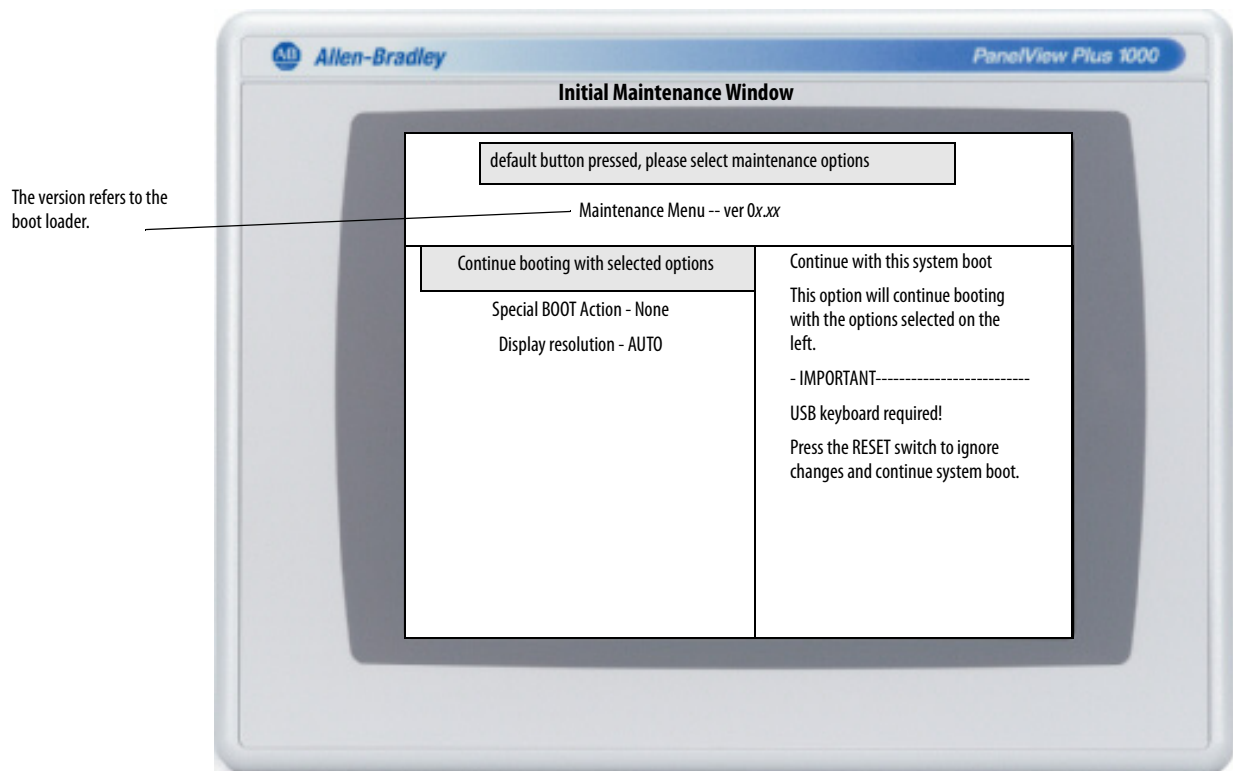 AB Allen-Bradley
PanelView Plus 1000
Initial Maintenance Window
default button pressed, please select maintenance options
The version refers to the
boot loader.
Maintenance Menu -- ver 0x.xx
Continue booting with selected options
Special BOOT Action - None
Display resolution - AUTO
Continue with this system boot
This option will continue booting
with the options selected on the
left.
- IMPORTANT--------------------------
USB keyboard required!
Press the RESET switch to ignore
changes and continue system boot.